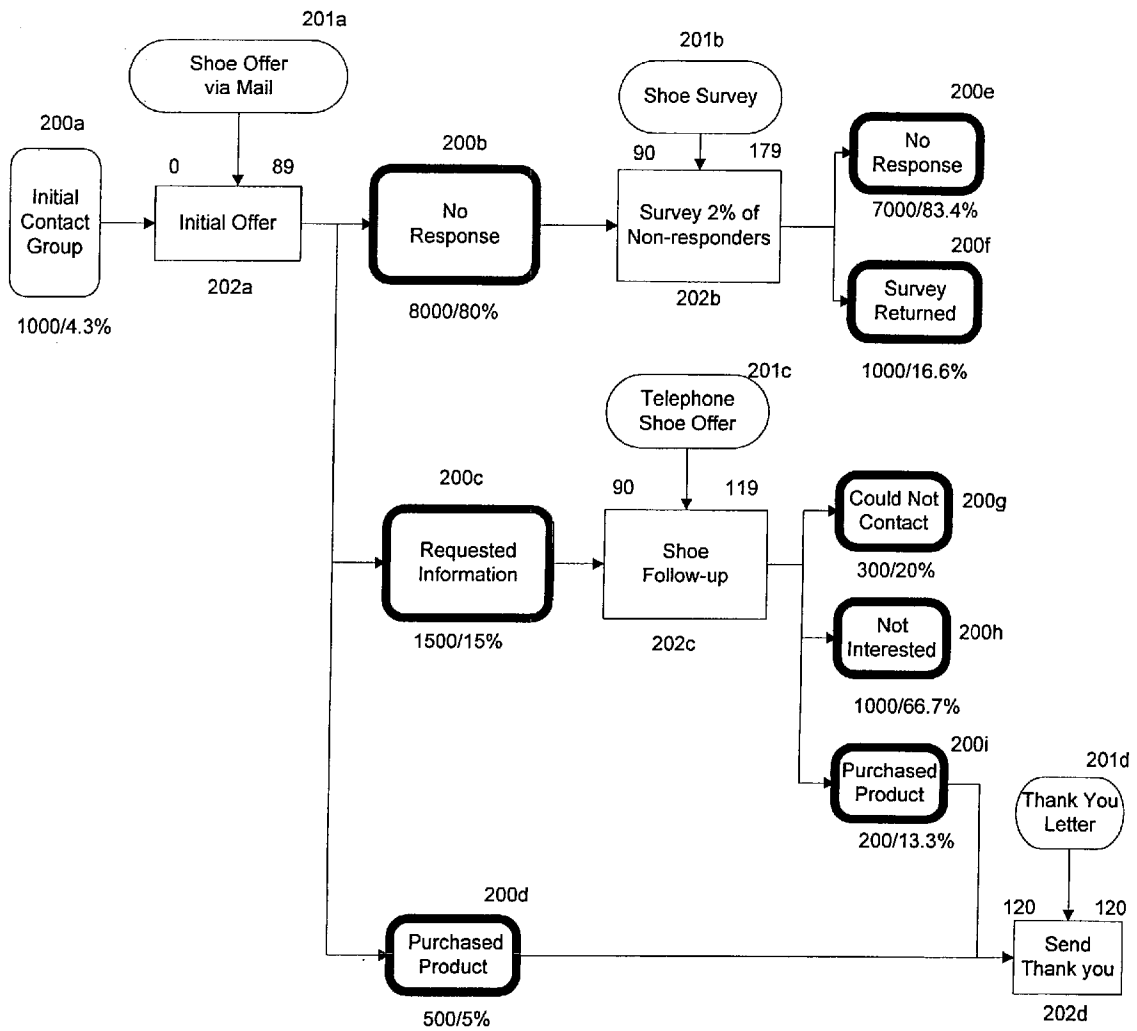 201a
Shoe Offer
via Mail
201b
Shoe Survey
200e
No
Response
7000/83.4%
200a
Initial
Contact
Group
1000/4.3%
0 89
Initial Offer
202a
200b
No
Response
8000/80%
90 179
Survey 2% of
Non-responders
202b
200f
Survey
Returned
1000/16.6%
201c
Telephone
Shoe Offer
200c
Requested
Information
1500/15%
90 119
Shoe
Follow-up
202c
Could Not
Contact
200g
300/20%
Not
Interested
200h
1000/66.7%
200i
Purchased
Product
200/13.3%
201d
Thank You
Letter
200d
Purchased
Product
500/5%
120 120
Send
Thank you
202d